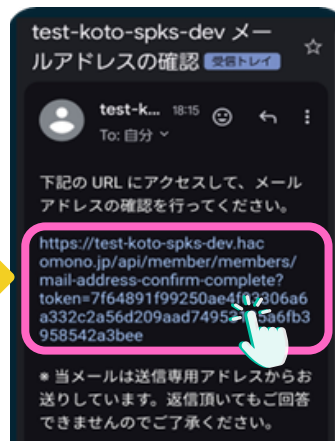 test-koto-spks-dev メー
ルアドレスの確認 受信トレイ
test-k... 18:15
To: 自分
下記の URL にアクセスして、メール
アドレスの確認を行ってください。
https://test-koto-spks-dev.hac
omono.jp/api/member/members/
mail-address-confirm-complete?
958542a3bee
※ 当メールは送信専用アドレスからお
送りしています。返信頂いてもご回答
できませんのでご了承ください。